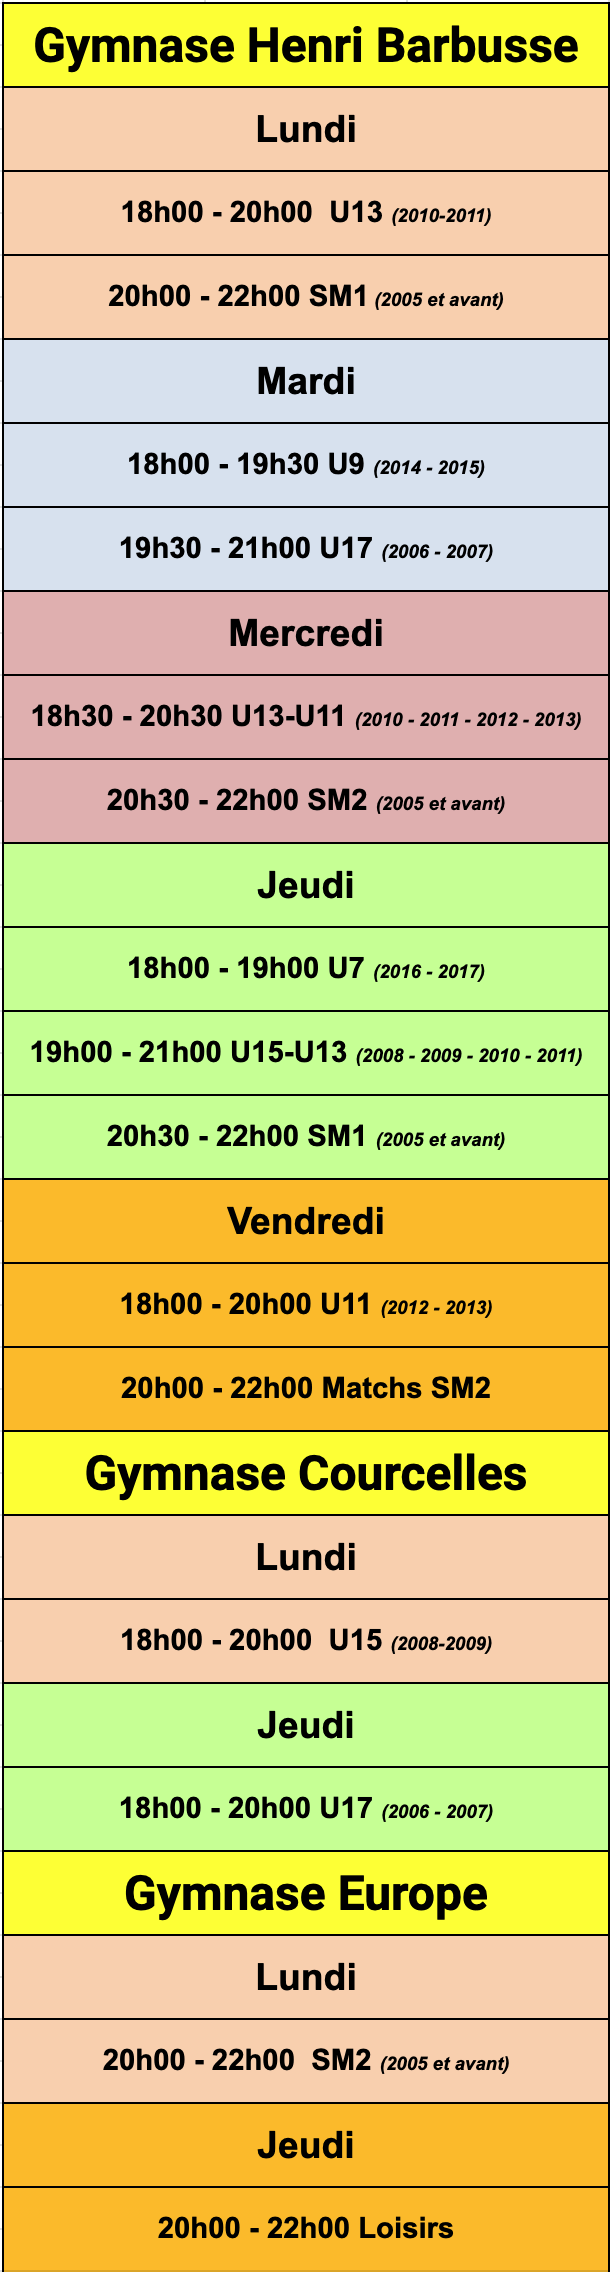 Gymnase Henri Barbusse
Lundi
18h00 - 20h00  U13 (2010-2011)
20h00 - 22h00 SM1 (2005 et avant)
Mardi
18h00 - 19h30 U9 (2014 - 2015)
19h30 - 21h00 U17 (2006 - 2007)
Mercredi
18h30 - 20h30 U13-U11 (2010 - 2011 - 2012 - 2013)
20h30 - 22h00 SM2 (2005 et avant)
Jeudi
18h00 - 19h00 U7 (2016 - 2017)
19h00 - 21h00 U15-U13 (2008 - 2009 - 2010 - 2011)
20h30 - 22h00 SM1 (2005 et avant)
Vendredi
18h00 - 20h00 U11 (2012 - 2013)
20h00 - 22h00 Matchs SM2
Gymnase Courcelles
Lundi
18h00 - 20h00  U15 (2008-2009)
Jeudi
18h00 - 20h00 U17 (2006 - 2007)
Gymnase Europe
Lundi
20h00 - 22h00  SM2 (2005 et avant)
Jeudi
20h00 - 22h00 Loisirs